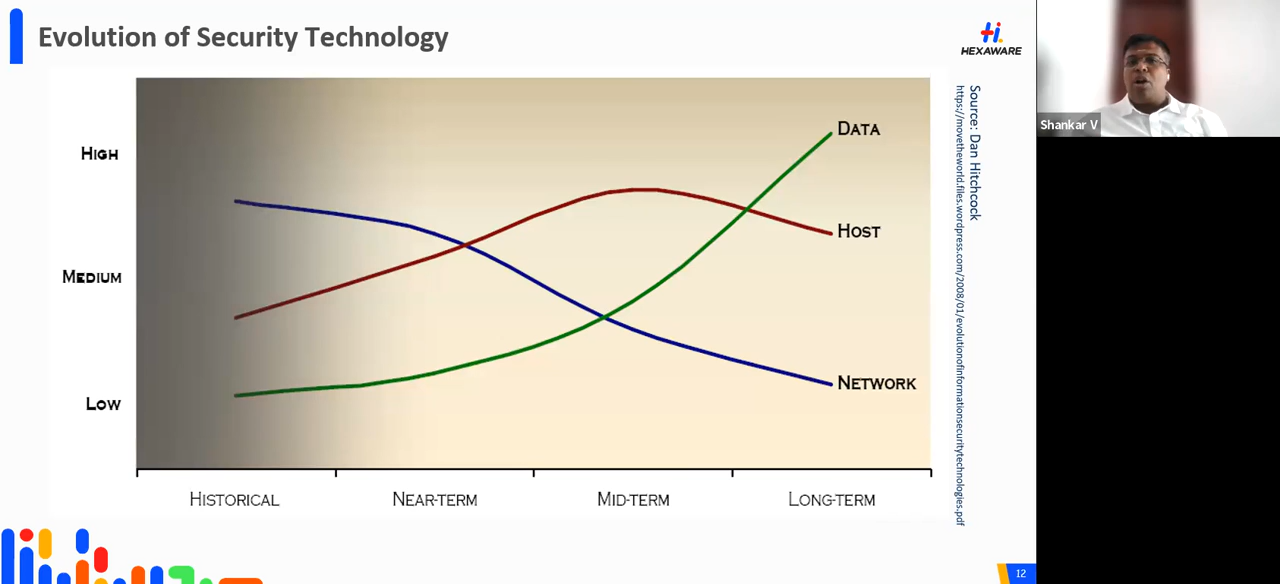 Evolution of Security Technology
HEXAWARE
Shankar V
HIGH
MEDIUM
LOW
DATA
HOST
NETWORK
HISTORICAL
NEAR-TERM
MID-TERM
LONG-TERM
Source: Dan Hitchcock
https://movetheworld.files.wordpress.com/2008/01/evolutionofinformationsecuritytechnologies.pdf
12